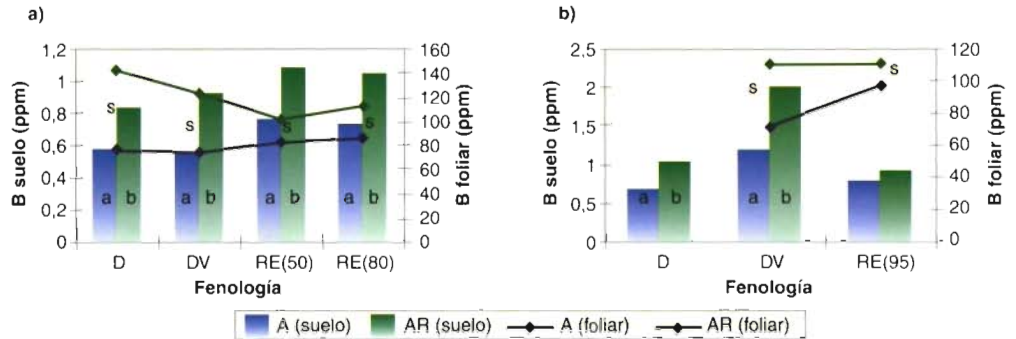 a)
B suelo (ppm)
1,2
1
0,8
0,6
0,4
0,2
0
160
140
120
100
80
60
40
20
0
B foliar (ppm)
s
s
s
s
a b
a b
a b
a b
D DV RE(50) RE(80)
Fenología
b)
B suelo (ppm)
2,5
2
1,5
1
0,5
0
120
100
80
60
40
20
0
B foliar (ppm)
s
s
a b
a b
D DV RE(95)
Fenología
A (suelo) AR (suelo) A (foliar) AR (foliar)